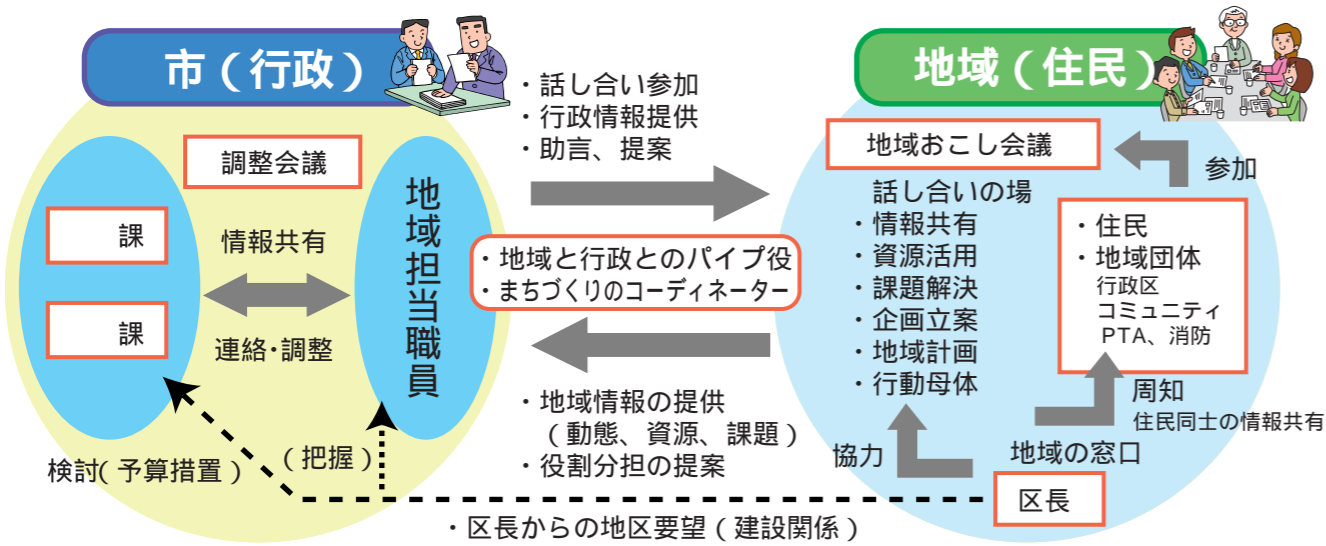 市（行政）
調整会議
課
課
情報共有
連絡・調整
地域担当職員
・話し合い参加
・行政情報提供
・助言、提案
・地域と行政とのパイプ役
・まちづくりのコーディネーター
・地域情報の提供
（動態、資源、課題）
・役割分担の提案
検討（予算措置）
（把握）
・区長からの地区要望（建設関係）
地域（住民）
地域おこし会議
話し合いの場
・情報共有
・資源活用
・課題解決
・企画立案
・地域計画
・行動母体
参加
・住民
・地域団体
行政区
コミュニティ
PTA、消防
周知
住民同士の情報共有
地域の窓口
協力
区長